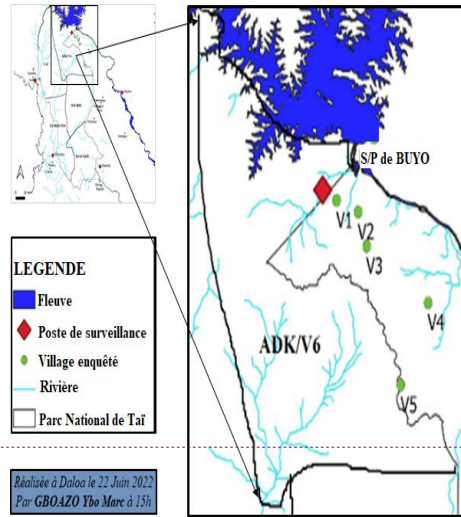 LEGENDE
Fleuve
Poste de surveillance
Village enquêté
Rivière
Parc National de Taï
Réalisée à Daloa le 22 Juin 2022
Par GBOAZO Ybo Marc à 15h
S/P de BUYO
V1
V2
V3
V4
ADK/V6
V5